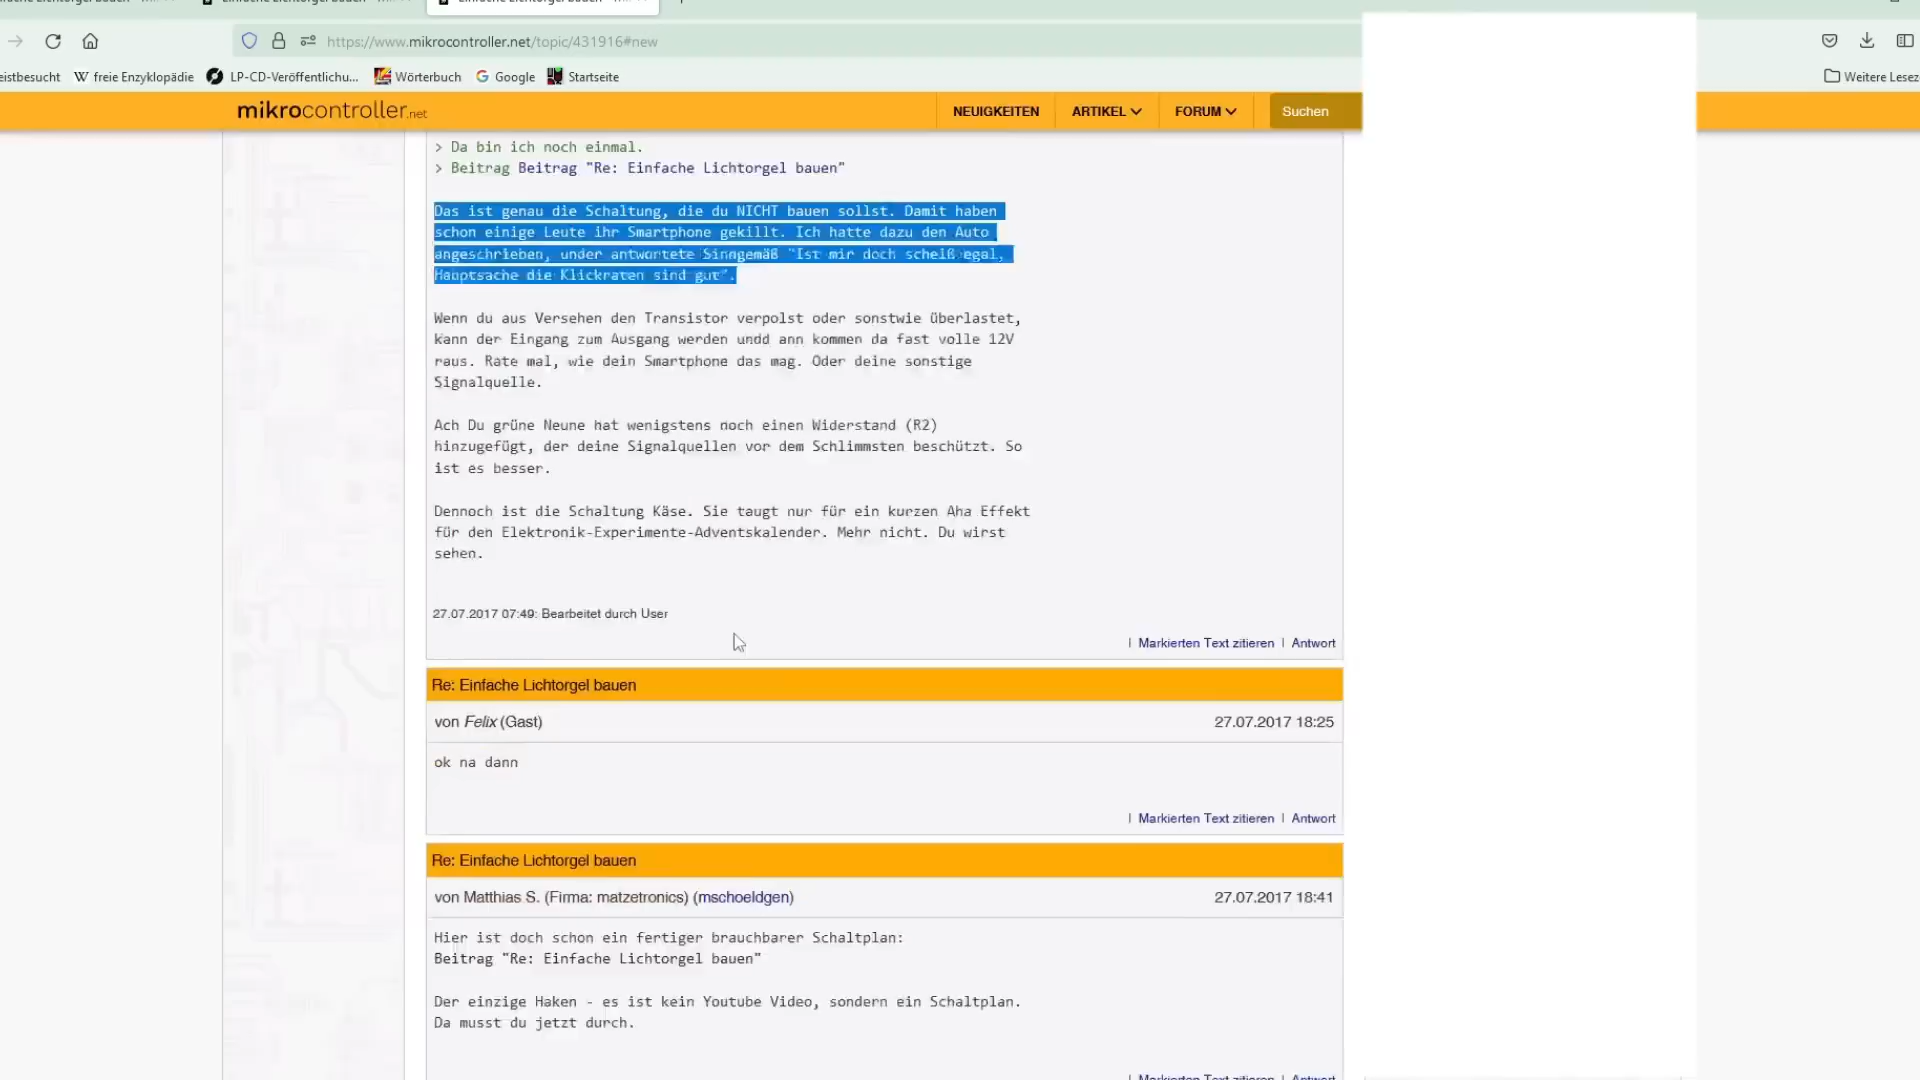 https://www.mikrocontroller.net/topic/431916#new
eistbesucht freie Enzyklopädie LP-CD-Veröffentlichu... Wörterbuch Google Startseite Weitere Lesez
mikrocontroller.net NEUIGKEITEN ARTIKEL FORUM Suchen
> Da bin ich noch einmal.
> Beitrag Beitrag "Re: Einfache Lichtorgel bauen"
Das ist genau die Schaltung, die du NICHT bauen sollst. Damit haben
schon einige Leute ihr Smartphone gekillt. Ich hatte dazu den Auto
angeschrieben, under antwortete Sinngemäß "Ist mir doch scheiß egal,
Hauptsache die Klickraten sind gut".
Wenn du aus Versehen den Transistor verpolst oder sonstwie überlastet,
kann der Eingang zum Ausgang werden undd ann kommen da fast volle 12V
raus. Rate mal, wie dein Smartphone das mag. Oder deine sonstige
Signalquelle.
Ach Du grüne Neune hat wenigstens noch einen Widerstand (R2)
hinzugefügt, der deine Signalquellen vor dem Schlimmsten beschützt. So
ist es besser.
Dennoch ist die Schaltung Käse. Sie taugt nur für ein kurzen Aha Effekt
für den Elektronik-Experimente-Adventskalender. Mehr nicht. Du wirst
sehen.
27.07.2017 07:49: Bearbeitet durch User
| Markierten Text zitieren | Antwort
Re: Einfache Lichtorgel bauen
von Felix (Gast) 27.07.2017 18:25
ok na dann
| Markierten Text zitieren | Antwort
Re: Einfache Lichtorgel bauen
von Matthias S. (Firma: matzetronics) (mschoeldgen) 27.07.2017 18:41
Hier ist doch schon ein fertiger brauchbarer Schaltplan:
Beitrag "Re: Einfache Lichtorgel bauen"
Der einzige Haken - es ist kein Youtube Video, sondern ein Schaltplan.
Da musst du jetzt durch.
| Markierten Text zitieren | Antwort